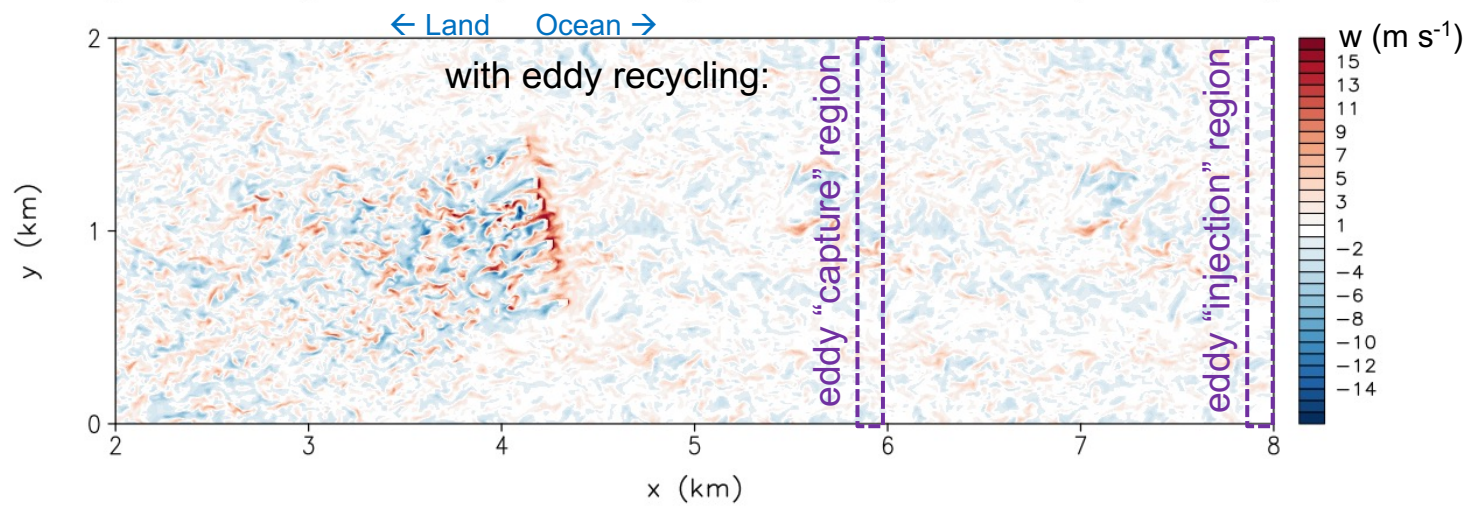 ← Land Ocean →
w (m s-1)
with eddy recycling:
eddy “capture” region
eddy “injection” region
y (km)
2
1
0
2 3 4 5 6 7 8
x (km)
15
13
11
9
7
5
3
1
−2
−4
−6
−8
−10
−12
−14